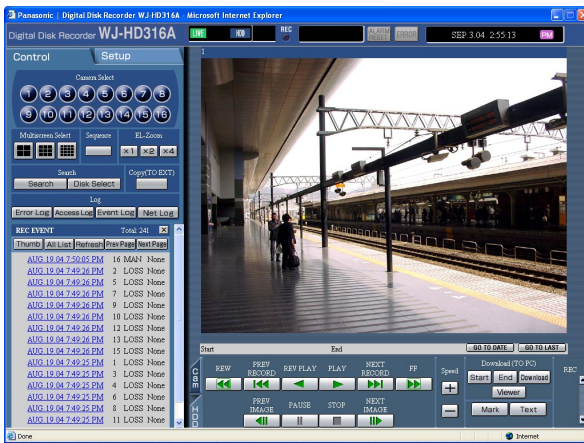 Panasonic | Digital Disk Recorder WJ-HD316A - Microsoft Internet Explorer
Digital Disk Recorder WJ-HD316A
LIVE HDD REC ALARM RESET ERROR SEP.3.04 2:55:13 PM
Control Setup
1
Camera Select
1 2 3 4 5 6 7 8
9 10 11 12 13 14 15 16
Multiscreen Select Sequence EL-Zoom
×1 ×2 ×4
Search Copy(TO EXT)
Search Disk Select
Log
Error Log Access Log Event Log Net Log
REC EVENT Total: 241 X
Thumb All List Refresh Prev Page Next Page
AUG.19.04 7:50:05 PM 16 MAN None
AUG.19.04 7:49:26 PM 2 LOSS None
AUG.19.04 7:49:26 PM 5 LOSS None
AUG.19.04 7:49:26 PM 7 LOSS None
AUG.19.04 7:49:26 PM 9 LOSS None
AUG.19.04 7:49:26 PM 10 LOSS None
AUG.19.04 7:49:26 PM 12 LOSS None
AUG.19.04 7:49:26 PM 13 LOSS None
AUG.19.04 7:49:26 PM 15 LOSS None
AUG.19.04 7:49:25 PM 1 LOSS None
AUG.19.04 7:49:25 PM 3 LOSS None
AUG.19.04 7:49:25 PM 4 LOSS None
AUG.19.04 7:49:25 PM 6 LOSS None
AUG.19.04 7:49:25 PM 8 LOSS None
AUG.19.04 7:49:25 PM 11 LOSS None
Start End GO TO DATE GO TO LAST
Cam
HDD
REW PREV RECORD REV PLAY PLAY NEXT RECORD FF
PREV IMAGE PAUSE STOP NEXT IMAGE
Speed
Download (TO PC)
Start End Download
Viewer
Mark Text
REC
Done Internet